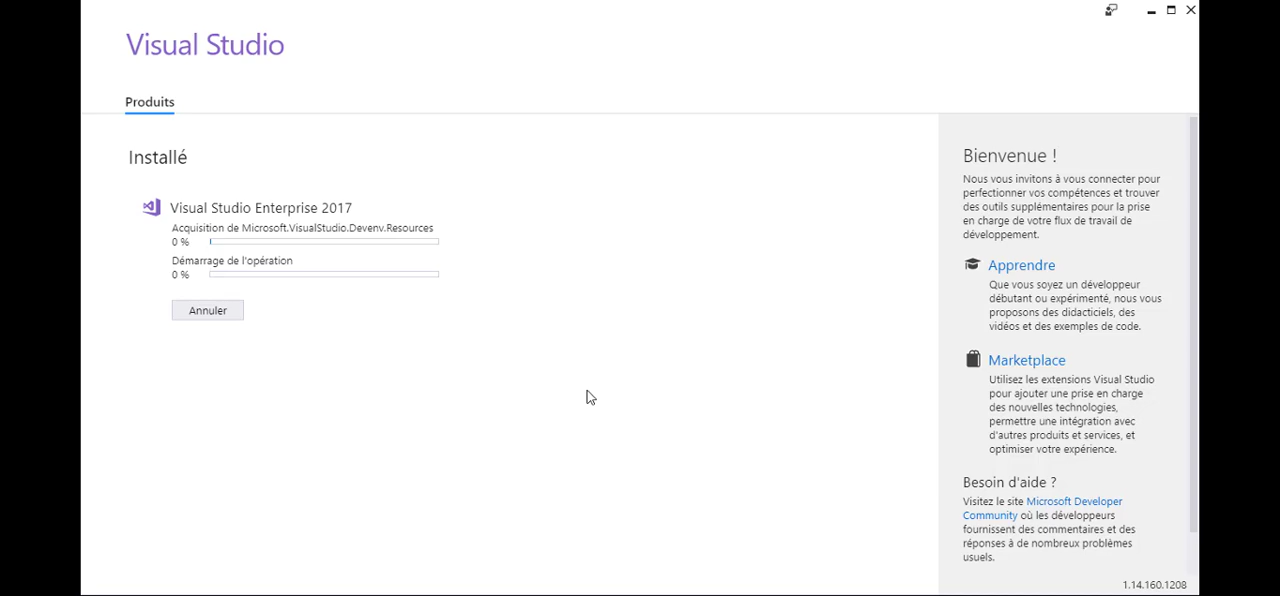 Visual Studio
Produits
Installé
Visual Studio Enterprise 2017
Acquisition de Microsoft.VisualStudio.Devenv.Resources
0 %
Démarrage de l'opération
0 %
Annuler
Bienvenue !
Nous vous invitons à vous connecter pour
perfectionner vos compétences et trouver
des outils supplémentaires pour la prise
en charge de votre flux de travail de
développement.
Apprendre
Que vous soyez un développeur
débutant ou expérimenté, nous vous
proposons des didacticiels, des
vidéos et des exemples de code.
Marketplace
Utilisez les extensions Visual Studio
pour ajouter une prise en charge
des nouvelles technologies,
permettre une intégration avec
d'autres produits et services, et
optimiser votre expérience.
Besoin d'aide ?
Visitez le site Microsoft Developer
Community où les développeurs
fournissent des commentaires et des
réponses à de nombreux problèmes
usuels.
1.14.160.1208